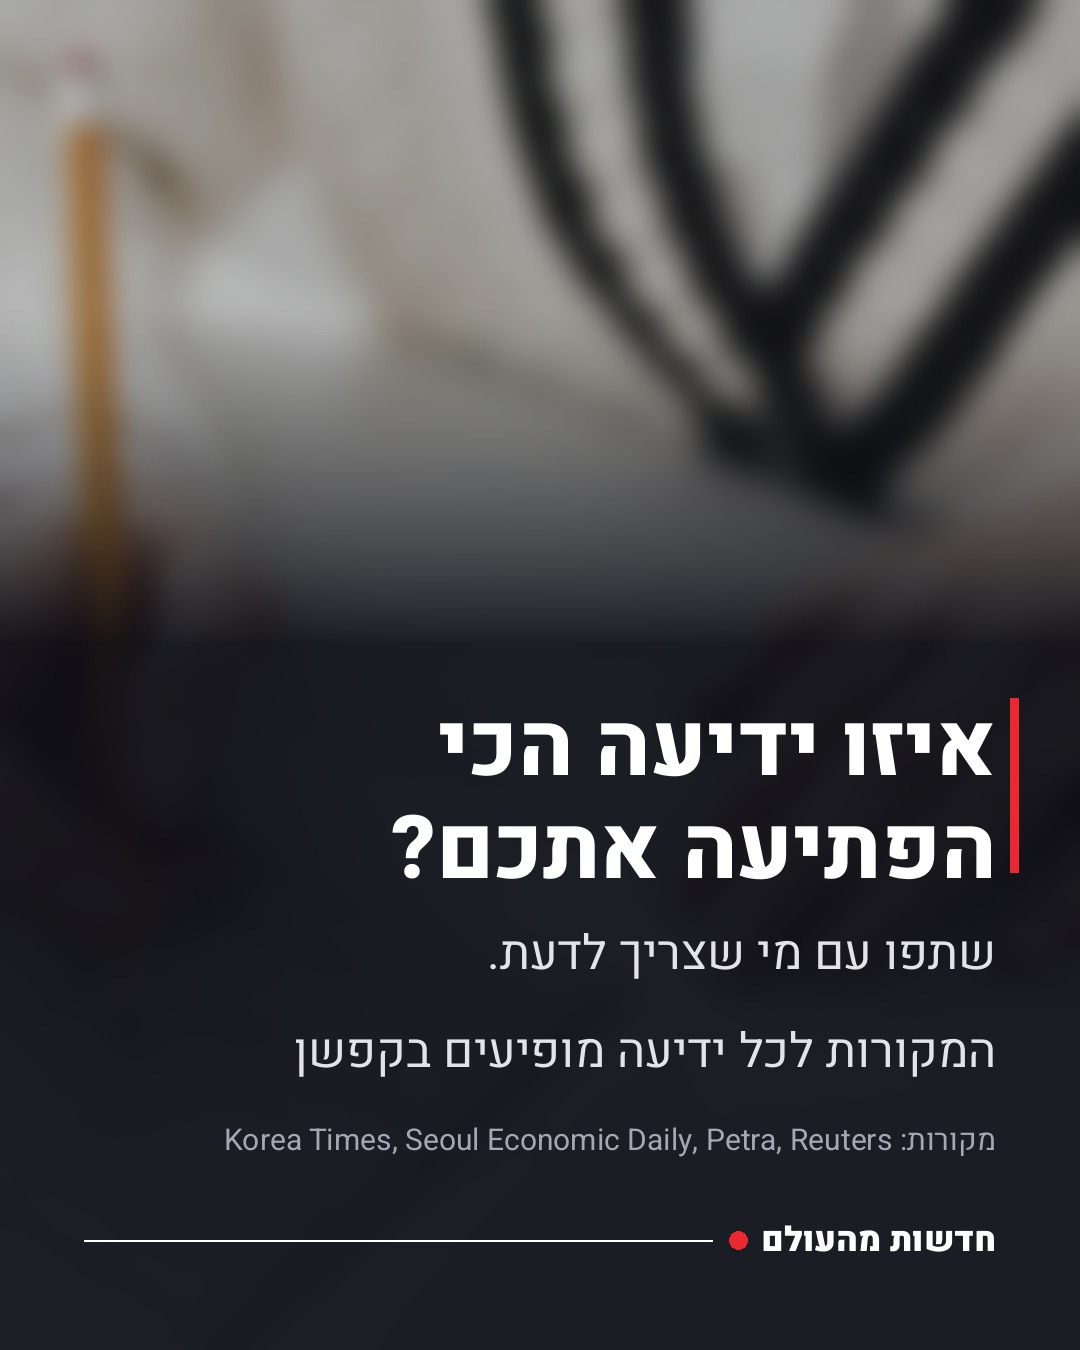 איזו ידיעה הכי
הפתיעה אתכם?
שתפו עם מי שצריך לדעת.
המקורות לכל ידיעה מופיעים בקפשן
מקורות: Korea Times, Seoul Economic Daily, Petra, Reuters
חדשות מהעולם